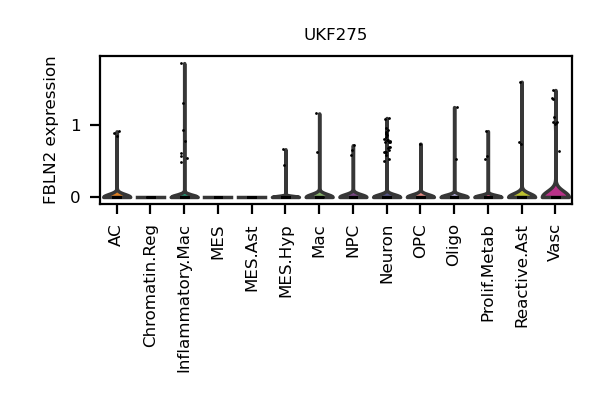 UKF275
FBLN2 expression
1
0
AC
Chromatin.Reg
Inflammatory.Mac
MES
MES.Ast
MES.Hyp
Mac
NPC
Neuron
OPC
Oligo
Prolif.Metab
Reactive.Ast
Vasc